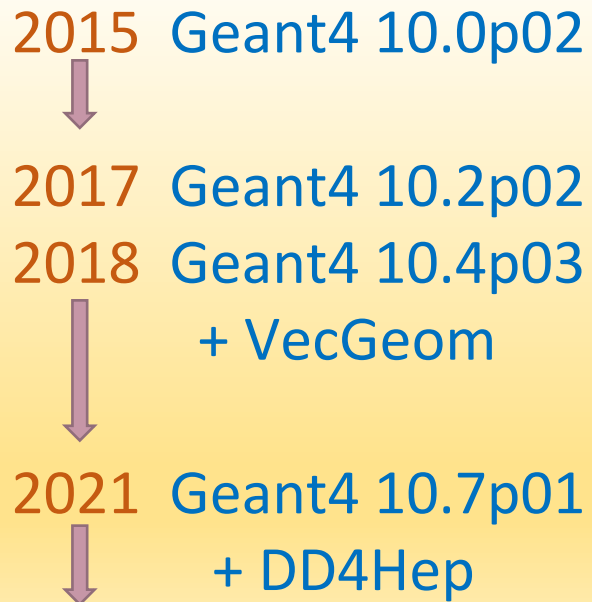 2015 Geant4 10.0p02
2017 Geant4 10.2p02
2018 Geant4 10.4p03
+ VecGeom
2021 Geant4 10.7p01
+ DD4Hep